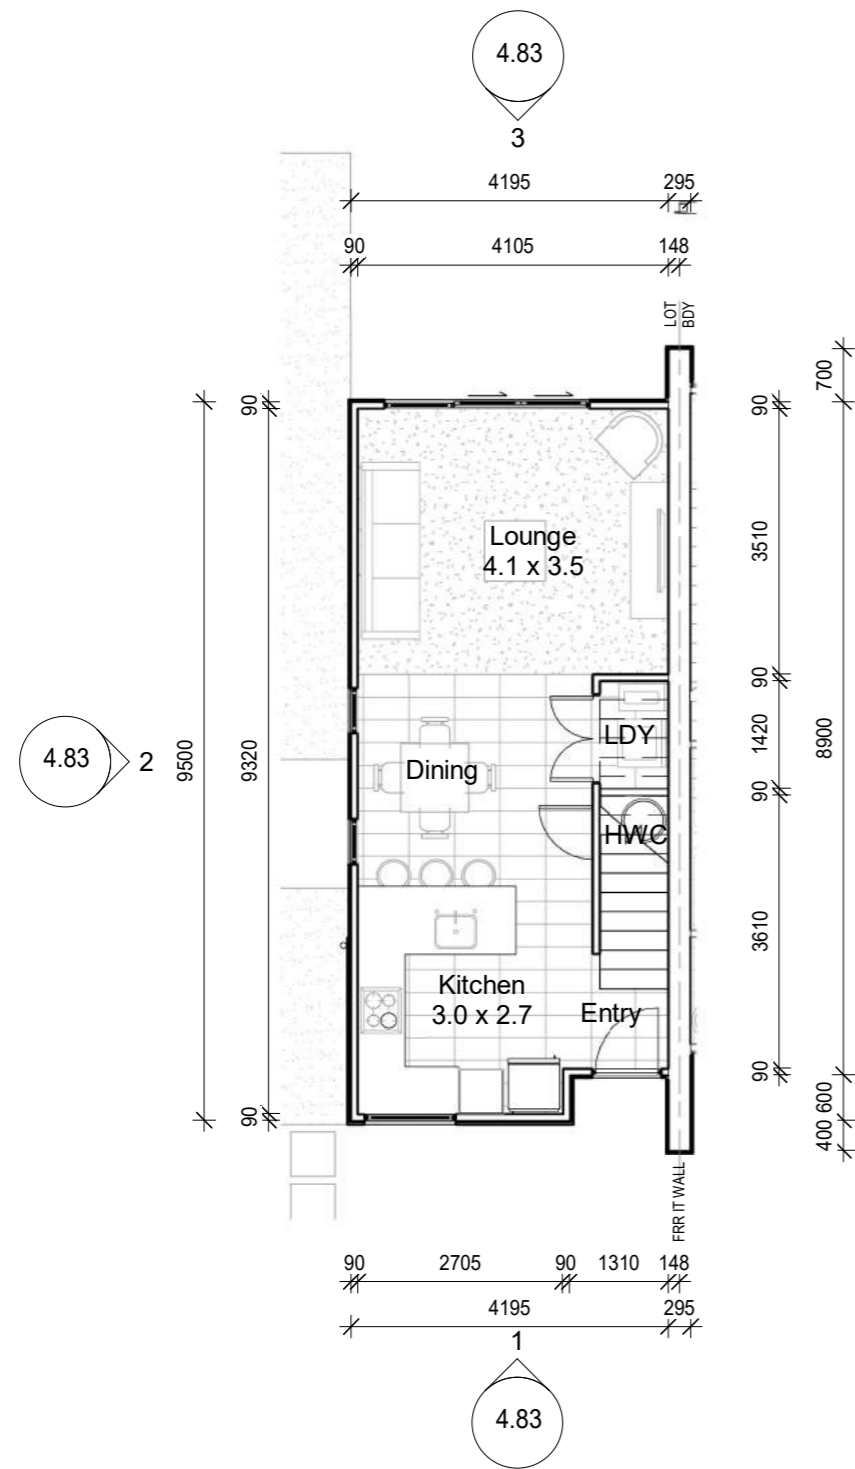 4.83
3
4195 295
90 4105 148
LOT
BDY
700
90
90
3510
Lounge
4.1 x 3.5
90
LDY
1420
9500
9320
8900
4.83
2
Dining
90
HWC
3610
Kitchen
3.0 x 2.7
Entry
90
90
600
400
FRR IT WALL
90 2705 90 1310 148
4195 295
1
4.83